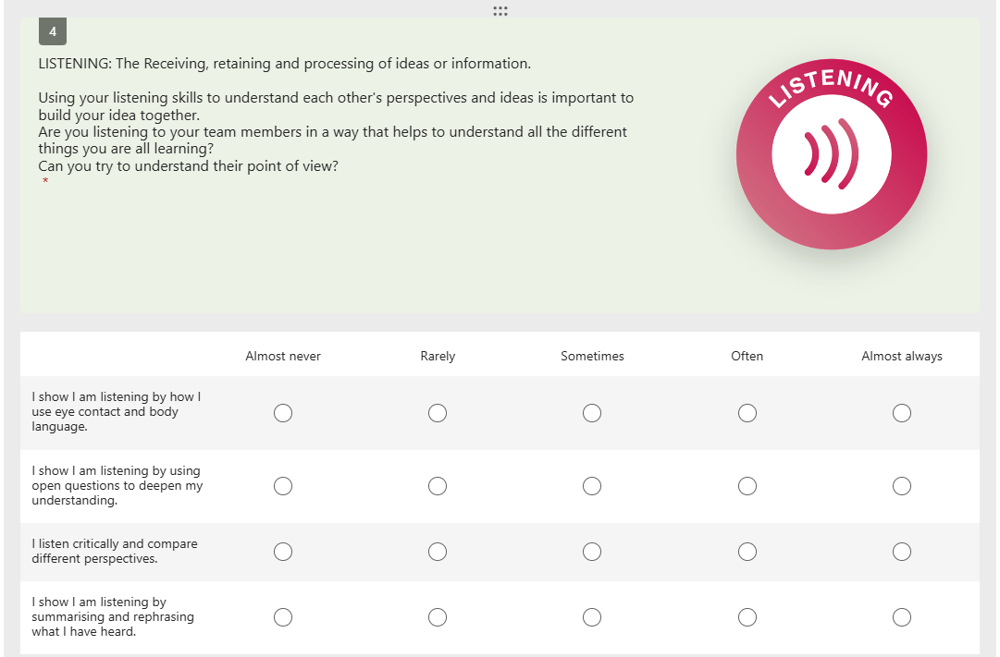 4
LISTENING: The Receiving, retaining and processing of ideas or information.
Using your listening skills to understand each other's perspectives and ideas is important to
build your idea together.
Are you listening to your team members in a way that helps to understand all the different
things you are all learning?
Can you try to understand their point of view?
*
LISTENING
Almost never Rarely Sometimes Often Almost always
I show I am listening by how I
use eye contact and body
language.
I show I am listening by using
open questions to deepen my
understanding.
I listen critically and compare
different perspectives.
I show I am listening by
summarising and rephrasing
what I have heard.